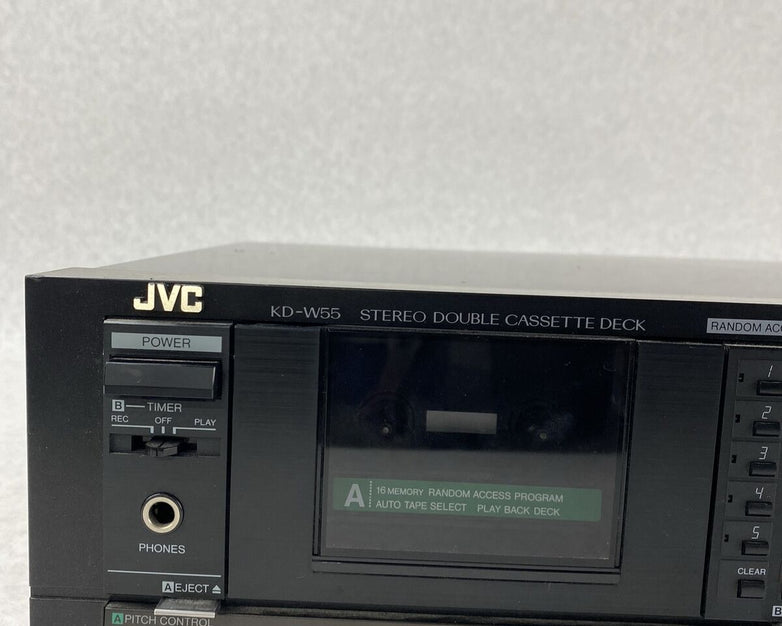 JVC
KD-W55 STEREO DOUBLE CASSETTE DECK
RANDOM
POWER
B TIMER
REC OFF PLAY
PHONES
A EJECT
A PITCH CONTROL
A 16 MEMORY RANDOM ACCESS PROGRAM
AUTO TAPE SELECT PLAY BACK DECK
1
2
3
4
5
CLEAR
B